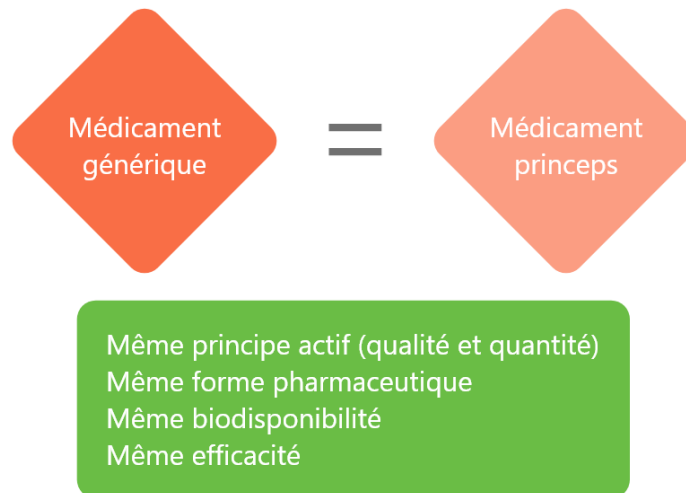 Médicament
générique
=
Médicament
princeps
Même principe actif (qualité et quantité)
Même forme pharmaceutique
Même biodisponibilité
Même efficacité